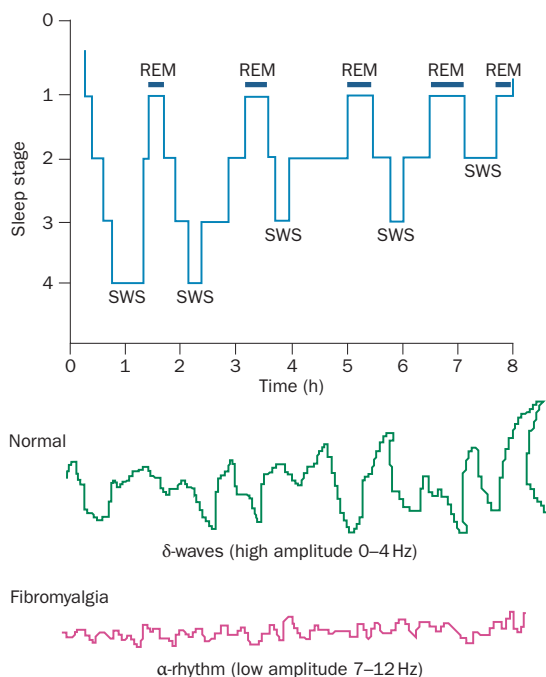 0
REM REM REM REM REM
1
2
SWS
3
SWS SWS
4
SWS SWS
Sleep stage
0 1 2 3 4 5 6 7 8
Time (h)
Normal
δ-waves (high amplitude 0–4 Hz)
Fibromyalgia
α-rhythm (low amplitude 7–12 Hz)